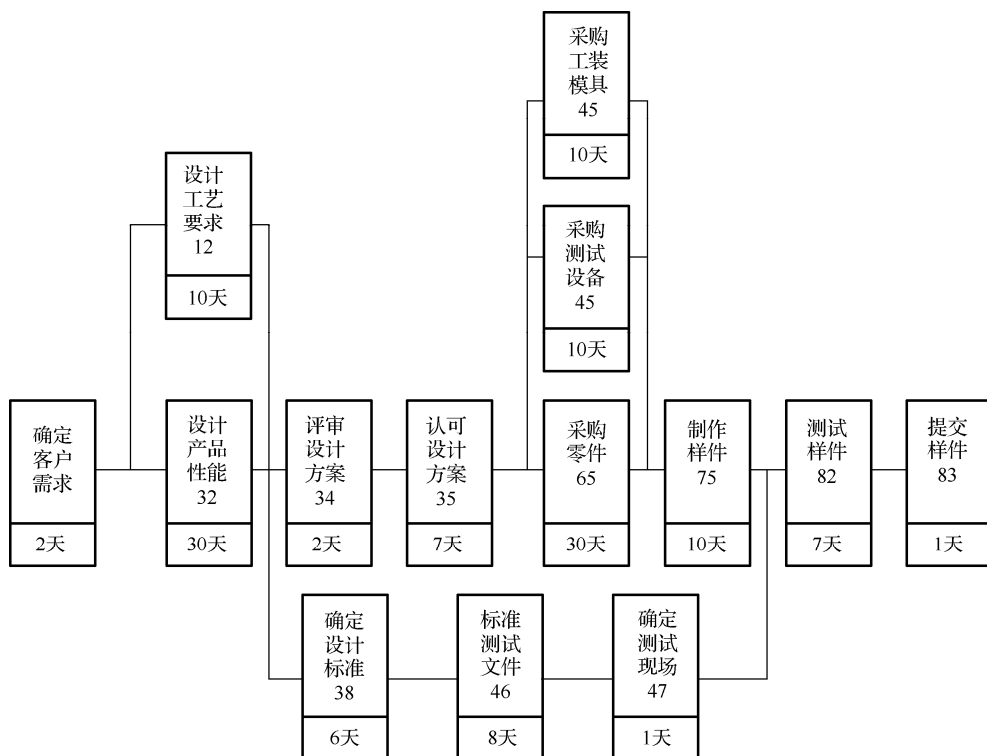 采购
工装
模具
45
10天
设计
工艺
要求
12
10天
采购
测试
设备
45
10天
确定
客户
需求
2天
设计
产品
性能
32
30天
评审
设计
方案
34
2天
认可
设计
方案
35
7天
采购
零件
65
30天
制作
样件
75
10天
测试
样件
82
7天
提交
样件
83
1天
确定
设计
标准
38
6天
标准
测试
文件
46
8天
确定
测试
现场
47
1天